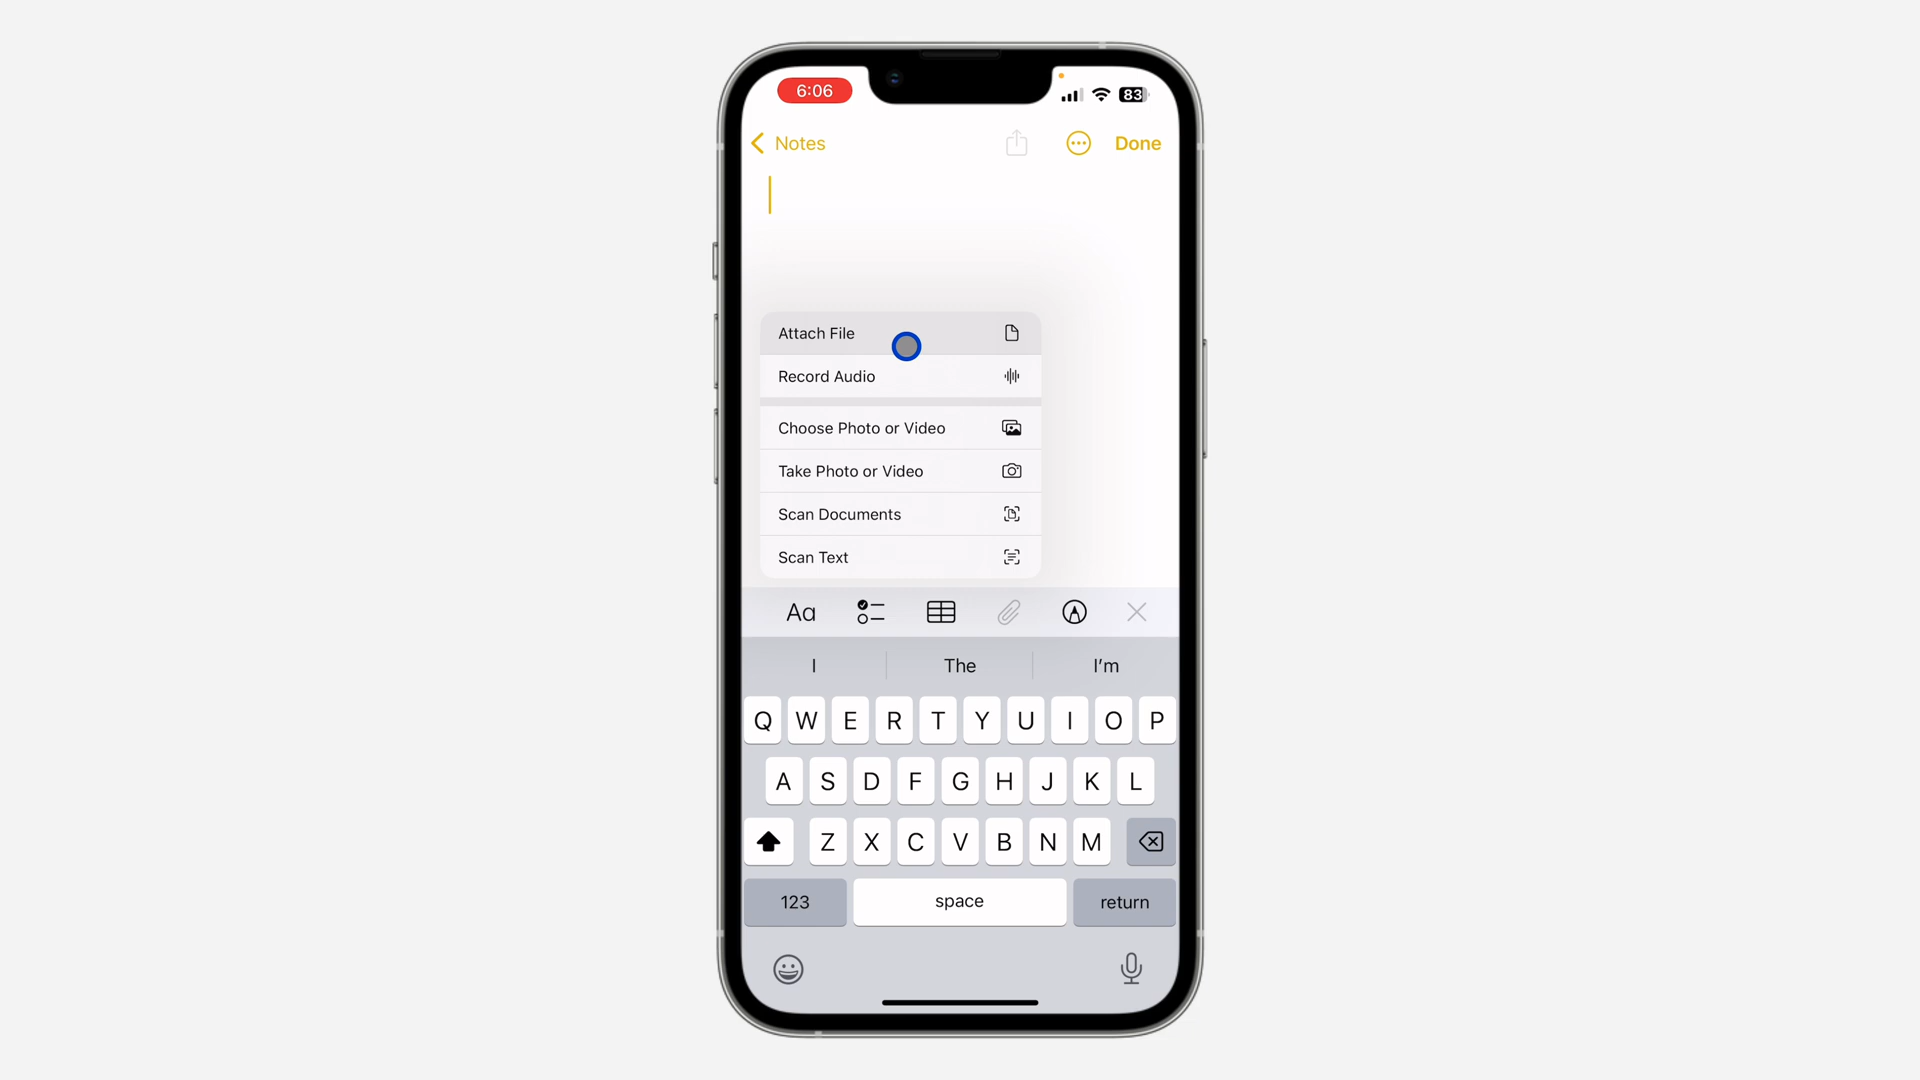 6:06
83
Notes
Done
Attach File
Record Audio
Choose Photo or Video
Take Photo or Video
Scan Documents
Scan Text
Aa
I The I'm
Q W E R T Y U I O P
A S D F G H J K L
Z X C V B N M
123 space return